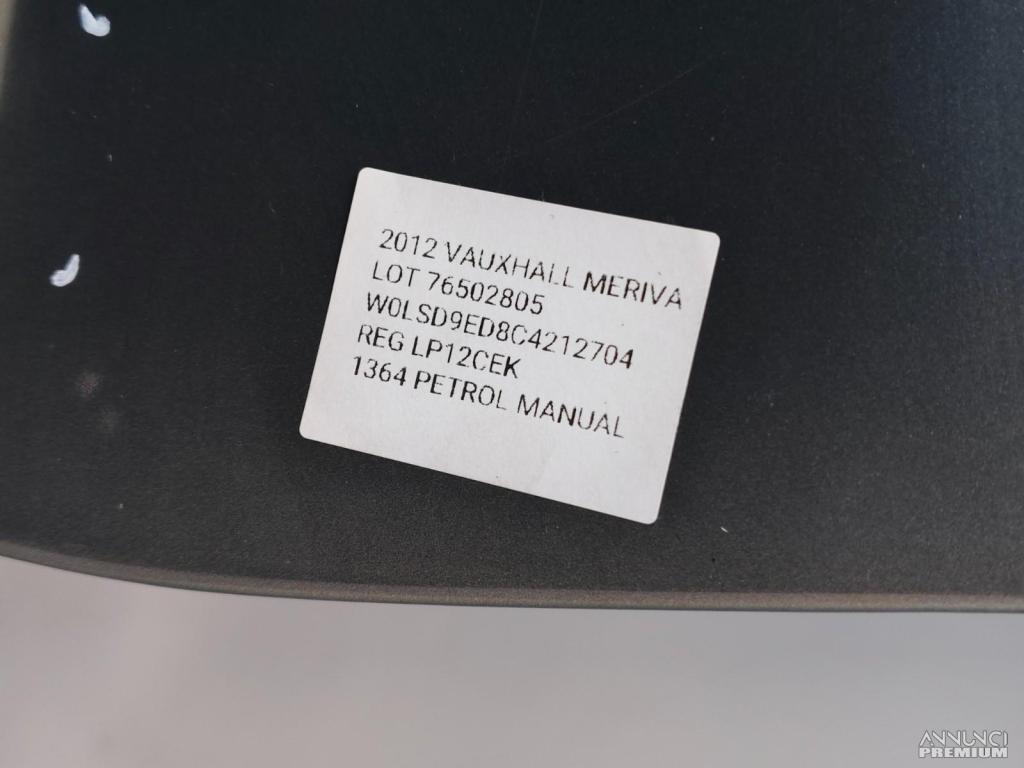 2012 VAUXHALL MERIVA
LOT 76502805
W0LSD9ED8C4212704
REG LP12CEK
1364 PETROL MANUAL
ANNUNCI
PREMIUM